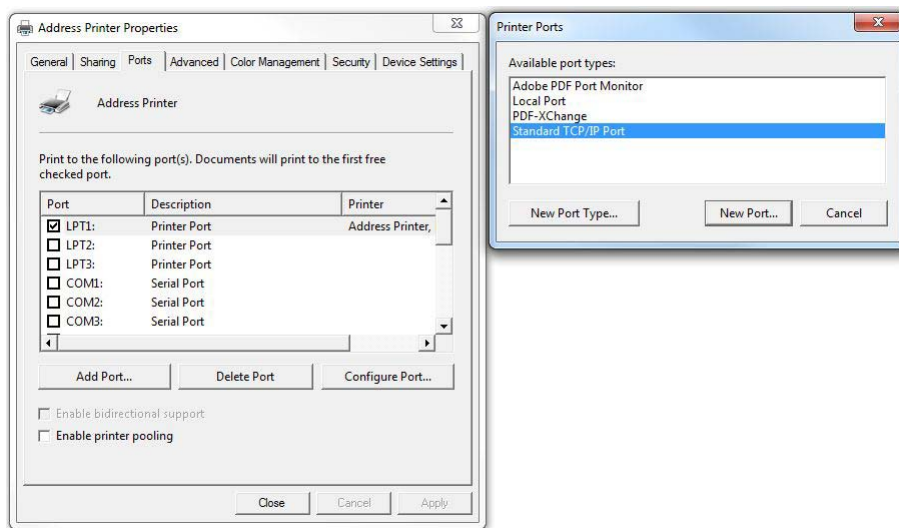 Address Printer Properties
General Sharing Ports Advanced Color Management Security Device Settings
Address Printer
Print to the following port(s). Documents will print to the first free
checked port.
Port Description Printer
LPT1: Printer Port Address Printer,
LPT2: Printer Port
LPT3: Printer Port
COM1: Serial Port
COM2: Serial Port
COM3: Serial Port
Add Port... Delete Port Configure Port...
Enable bidirectional support
Enable printer pooling
Close Cancel Apply
Printer Ports
Available port types:
Adobe PDF Port Monitor
Local Port
PDF-XChange
Standard TCP/IP Port
New Port Type... New Port... Cancel